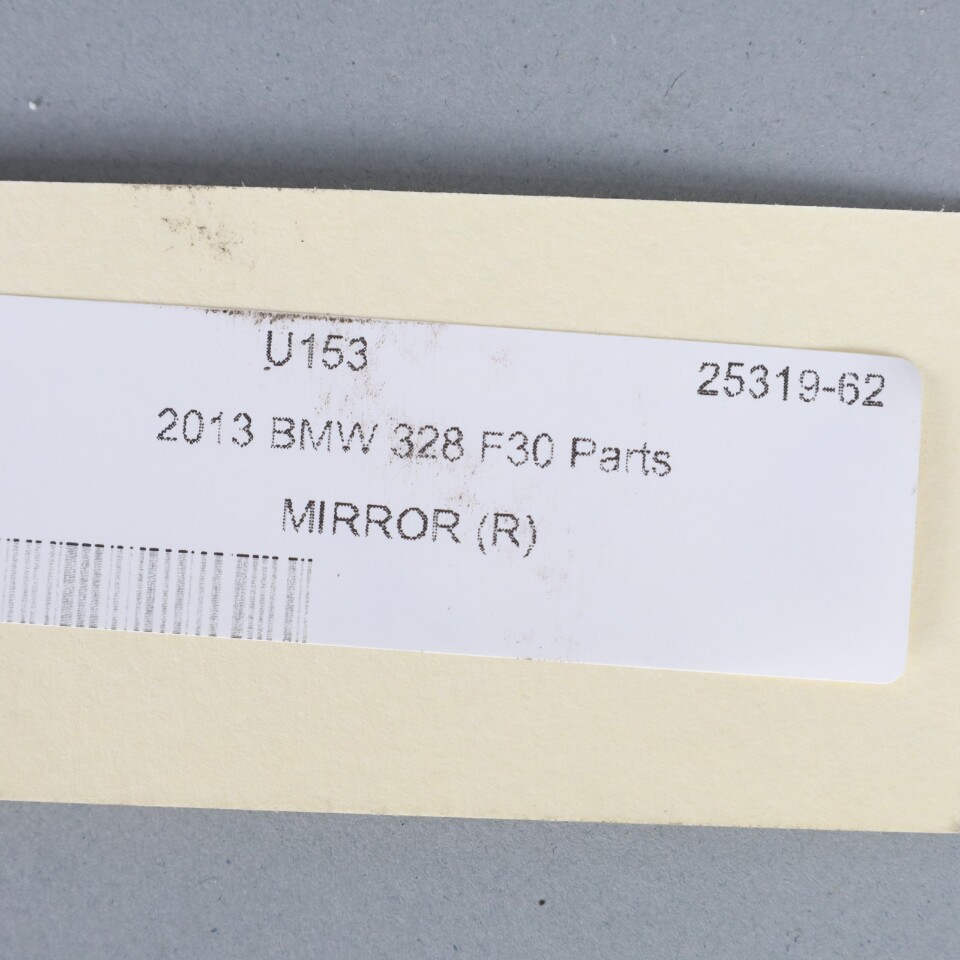 U153 25319-62
2013 BMW 328 F30 Parts
MIRROR (R)